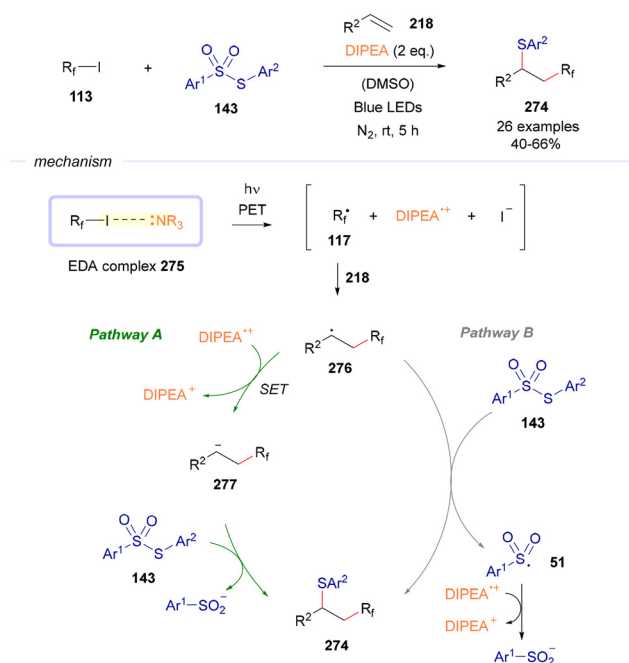 R²⁠ 218
Rf–I + Ar¹ O O S S Ar² DIPEA (2 eq.) SAr² R² Rf
113 143 (DMSO) 274
Blue LEDs 26 examples
N₂, rt, 5 h 40-66%
mechanism
Rf–I----:NR₃ hν Rf• + DIPEA•+ + I⁻
PET
EDA complex 275 117
218
Pathway A DIPEA•+ R² • Rf Pathway B
276
DIPEA⁺ SET O O Ar¹ S S Ar²
143
R² – Rf
277
O O Ar¹ S S Ar²
143 O O Ar¹ S• 51
SAr² DIPEA•+
Ar¹-SO₂⁻ R² Rf DIPEA⁺
274
Ar¹-SO₂⁻